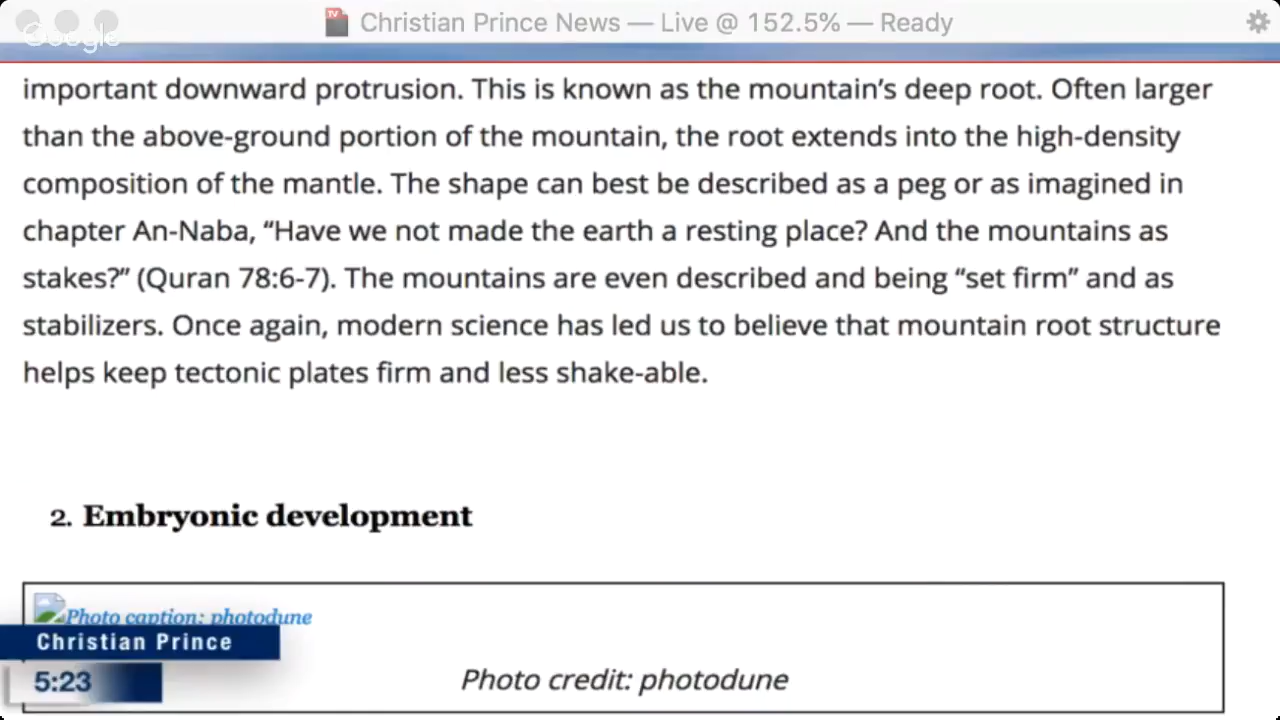 Google
Christian Prince News — Live @ 152.5% — Ready
important downward protrusion. This is known as the mountain’s deep root. Often larger
than the above-ground portion of the mountain, the root extends into the high-density
composition of the mantle. The shape can best be described as a peg or as imagined in
chapter An-Naba, “Have we not made the earth a resting place? And the mountains as
stakes?” (Quran 78:6-7). The mountains are even described and being “set firm” and as
stabilizers. Once again, modern science has led us to believe that mountain root structure
helps keep tectonic plates firm and less shake-able.
2. Embryonic development
Photo caption: photodune
Christian Prince
5:23
Photo credit: photodune